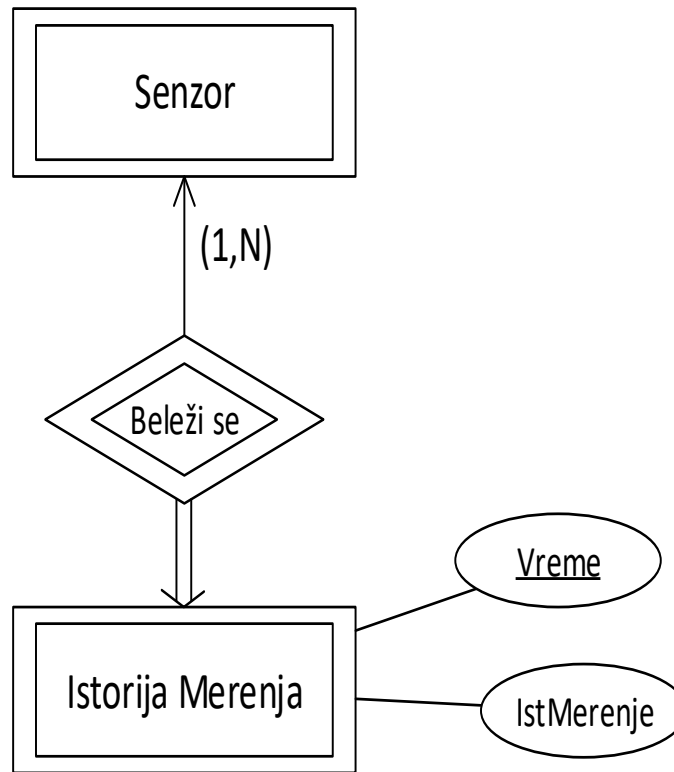 Senzor
(1,N)
Beleži se
Vreme
Istorija Merenja
IstMerenje